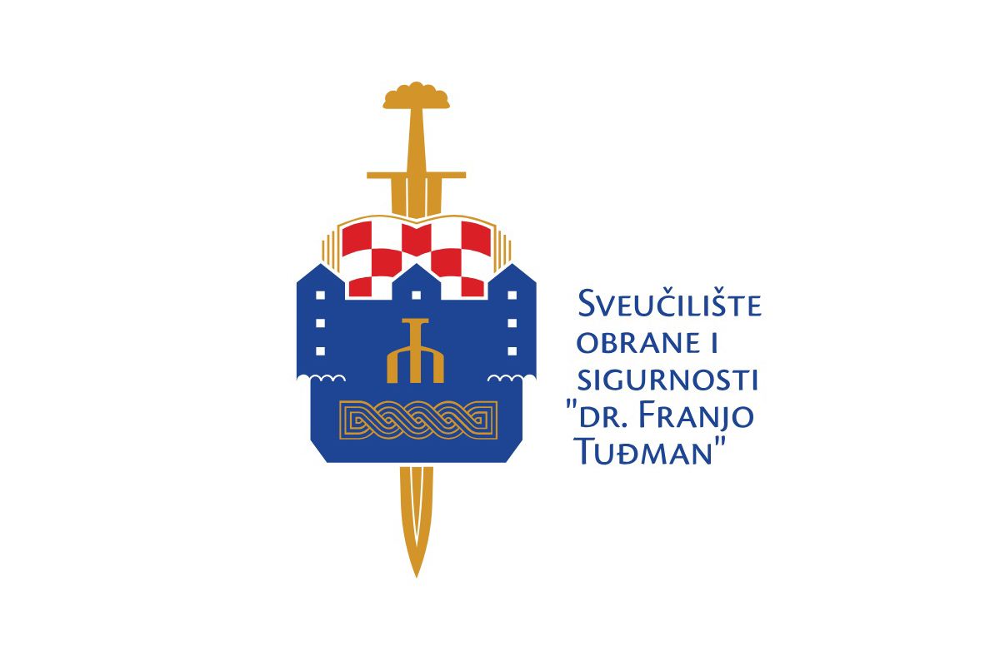 Sveučilište
obrane i
sigurnosti
"dr. Franjo
Tuđman"